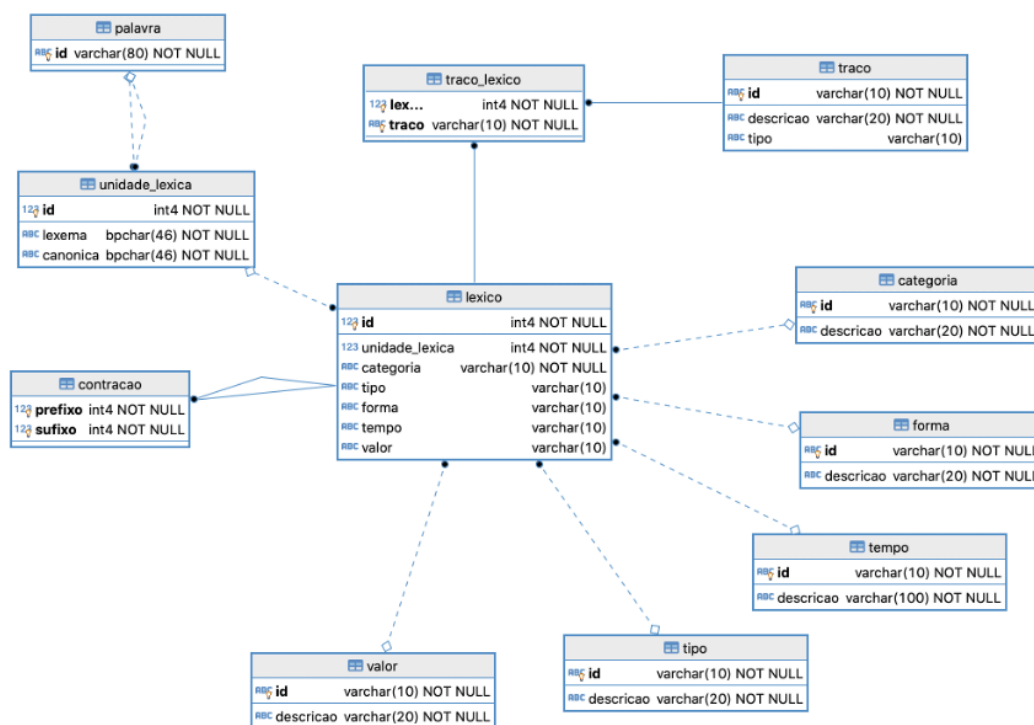 palavra
id varchar(80) NOT NULL
traco_lexico
lex... int4 NOT NULL
traco varchar(10) NOT NULL
traco
id varchar(10) NOT NULL
descricao varchar(20) NOT NULL
tipo varchar(10)
unidade_lexica
id int4 NOT NULL
lexema bpchar(46) NOT NULL
canonica bpchar(46) NOT NULL
lexico
id int4 NOT NULL
unidade_lexica int4 NOT NULL
categoria varchar(10) NOT NULL
tipo varchar(10)
forma varchar(10)
tempo varchar(10)
valor varchar(10)
categoria
id varchar(10) NOT NULL
descricao varchar(20) NOT NULL
contracao
prefixo int4 NOT NULL
sufixo int4 NOT NULL
forma
id varchar(10) NOT NULL
descricao varchar(20) NOT NULL
tempo
id varchar(10) NOT NULL
descricao varchar(100) NOT NULL
tipo
id varchar(10) NOT NULL
descricao varchar(20) NOT NULL
valor
id varchar(10) NOT NULL
descricao varchar(20) NOT NULL